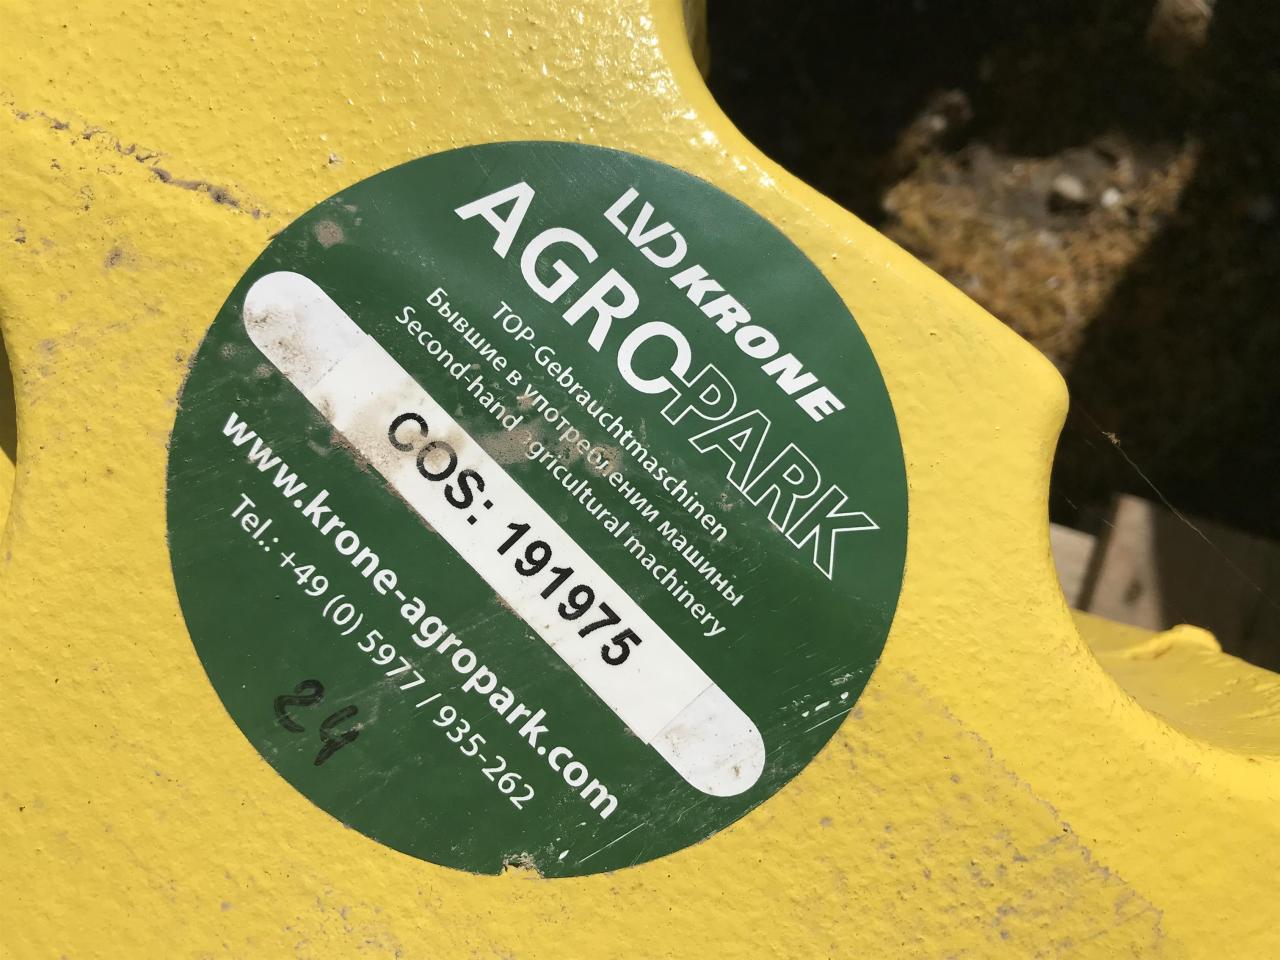 LVD KRONE
AGROPARK
TOP-Gebrauchtmaschinen
Бывшие в употреблении машины
Second-hand gricultural machinery
COS: 191975
www.krone-agropark.com
Tel.: +49 (0) 5977 / 935-262
24